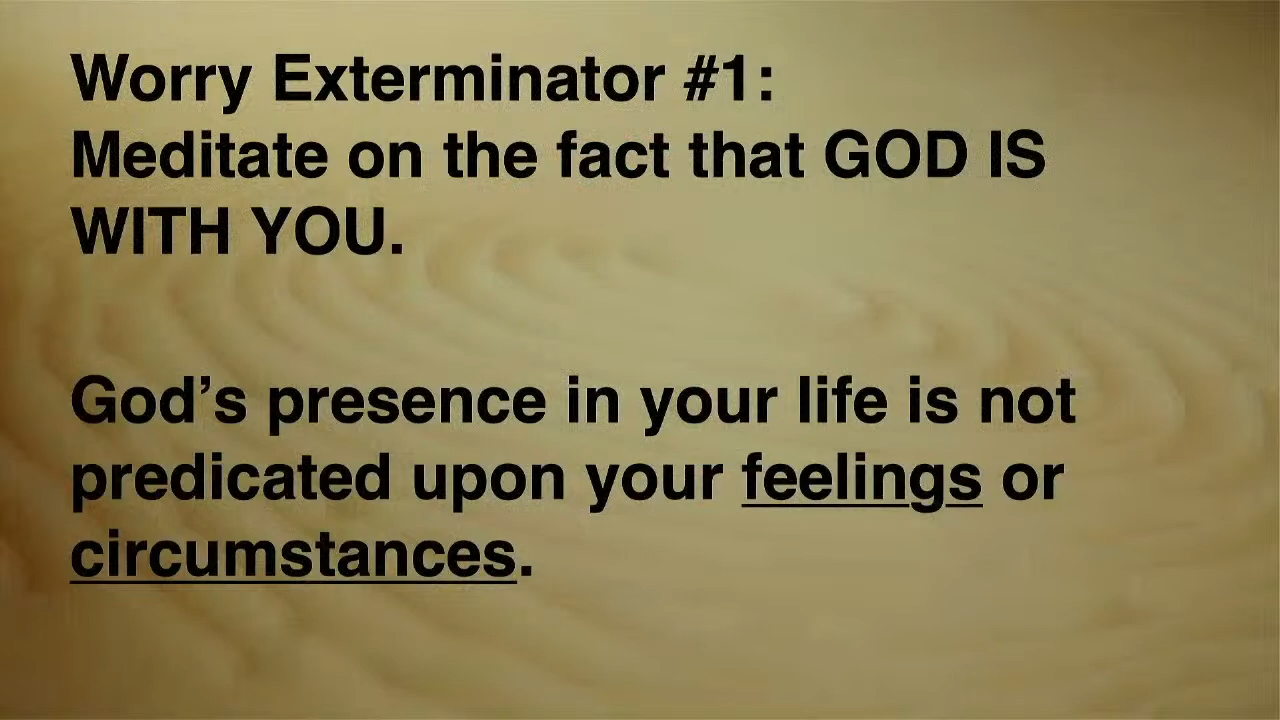 Worry Exterminator #1:
Meditate on the fact that GOD IS
WITH YOU.
God’s presence in your life is not
predicated upon your feelings or
circumstances.